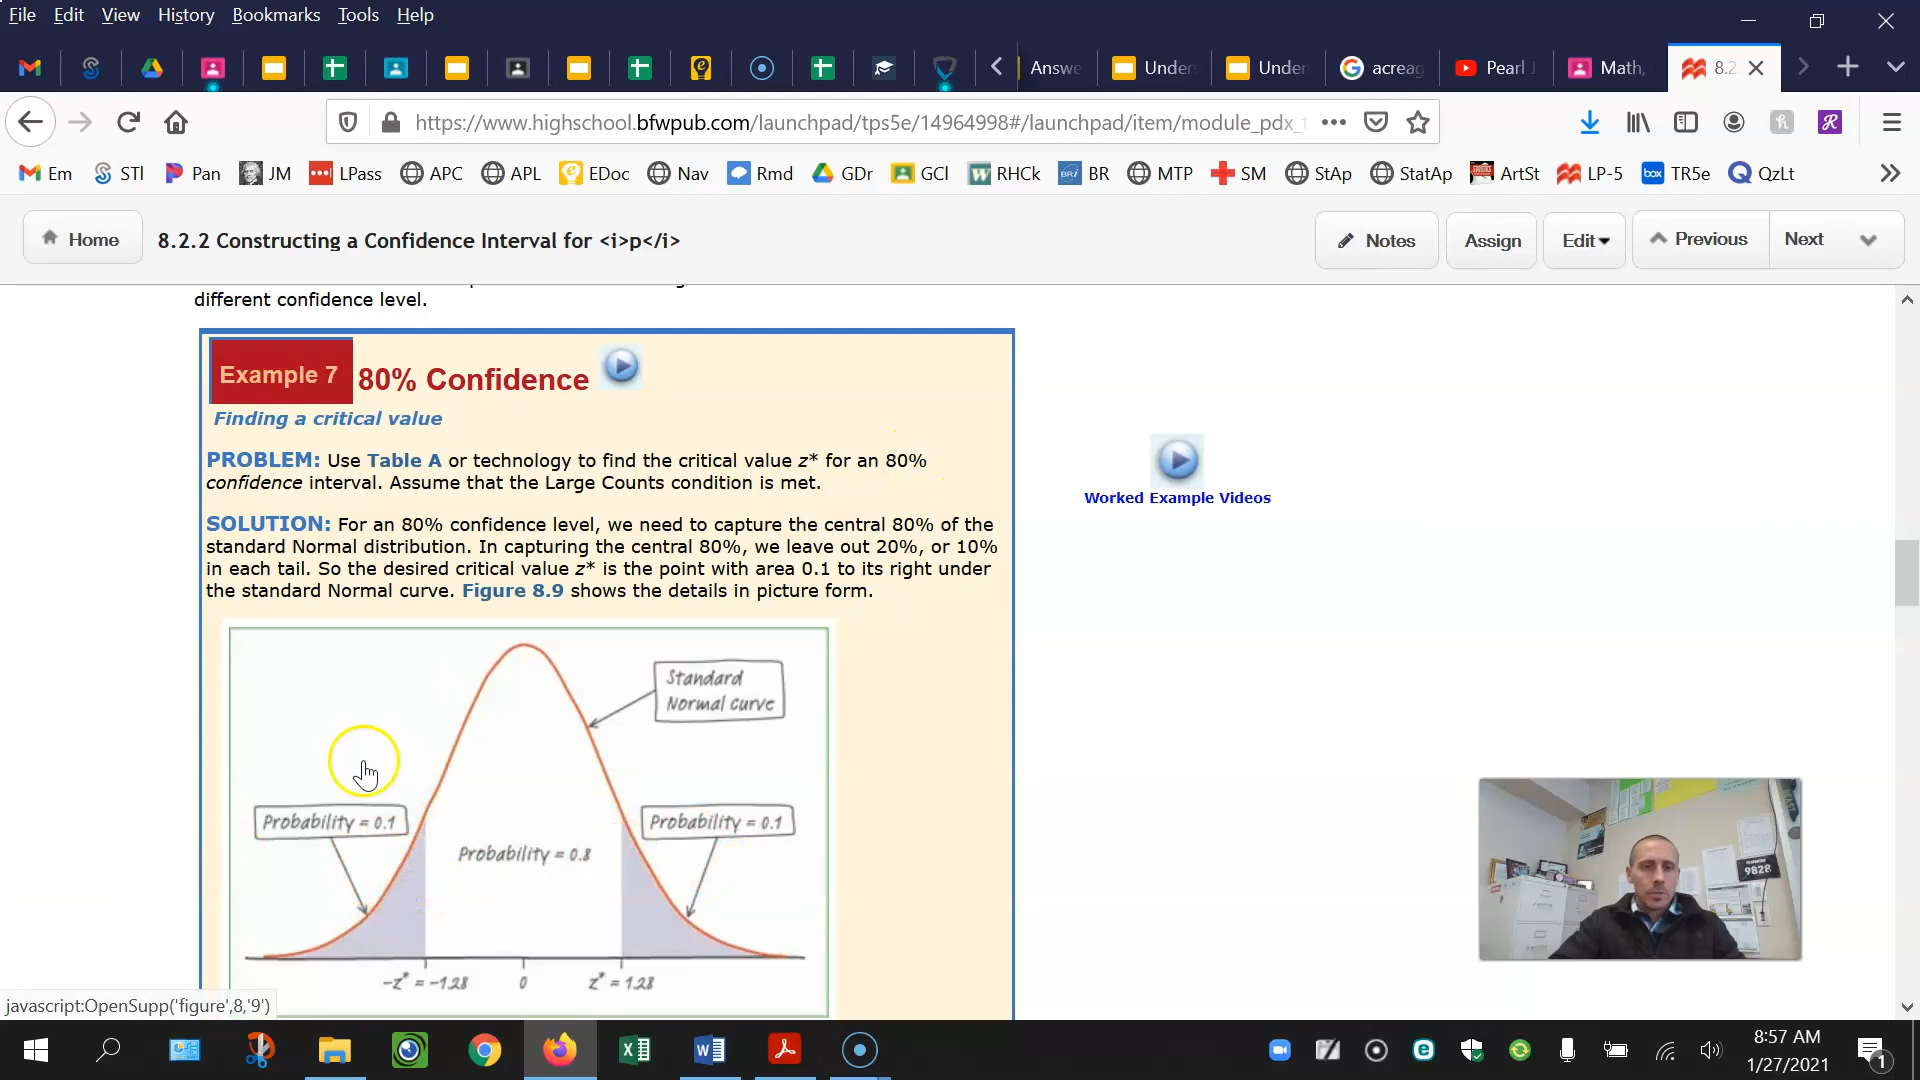 File Edit View History Bookmarks Tools Help
Answe
Under
Under
acreag
Pearl J
Math,
8.2
https://www.highschool.bfwpub.com/launchpad/tps5e/14964998#/launchpad/item/module_pdx_t
Em STl Pan JM LPass APC APL EDoc Nav Rmd GDr GCl RHCk BR MTP SM StAp StatAp ArtSt LP-5 TR5e QzLt
Home 8.2.2 Constructing a Confidence Interval for <i>p</i> Notes Assign Edit Previous Next
different confidence level.
Example 7 80% Confidence
Finding a critical value
PROBLEM: Use Table A or technology to find the critical value z* for an 80%
confidence interval. Assume that the Large Counts condition is met.
Worked Example Videos
SOLUTION: For an 80% confidence level, we need to capture the central 80% of the
standard Normal distribution. In capturing the central 80%, we leave out 20%, or 10%
in each tail. So the desired critical value z* is the point with area 0.1 to its right under
the standard Normal curve. Figure 8.9 shows the details in picture form.
Standard
Normal curve
Probability = 0.1
Probability = 0.1
Probability = 0.8
-z* = -1.28 0 z* = 1.28
9828
javascript:OpenSupp('figure',8,'9')
8:57 AM
1/27/2021
1